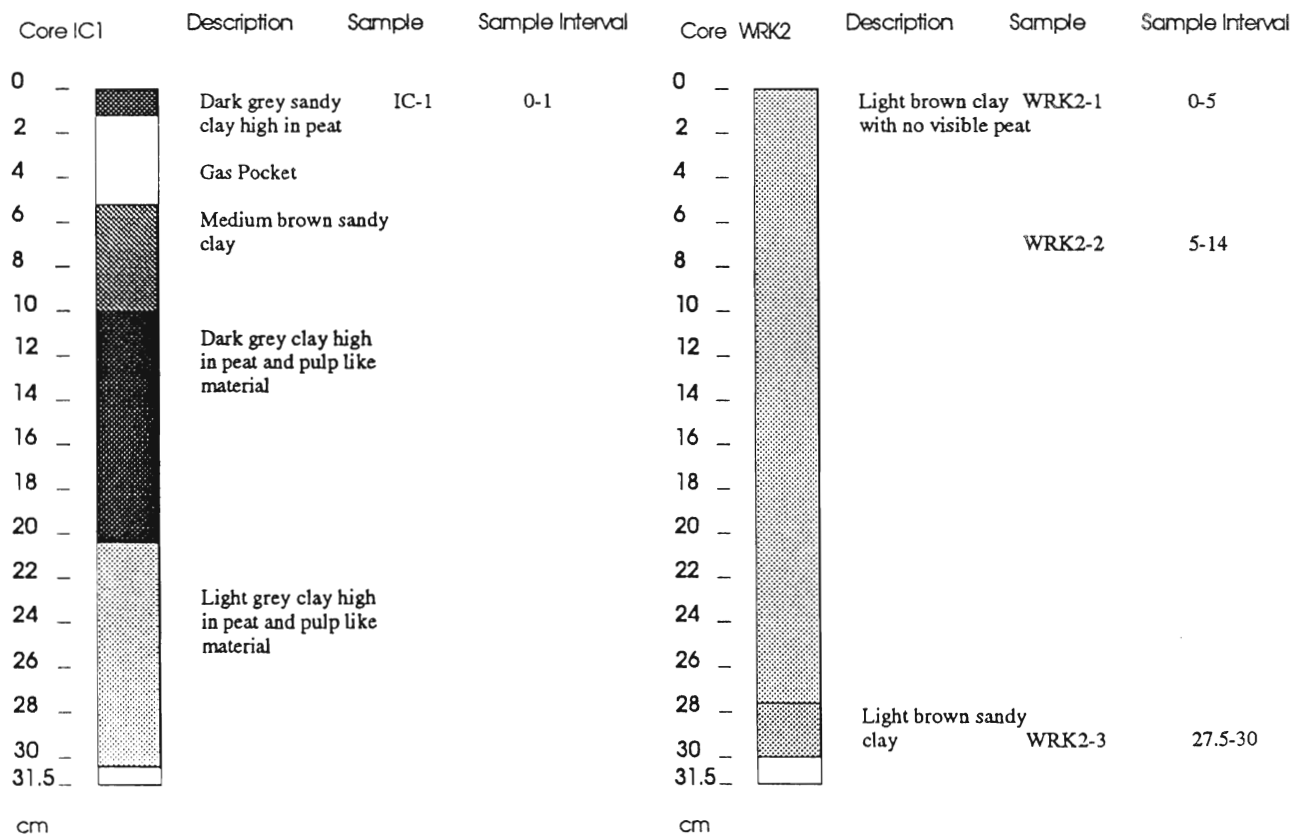 Core IC1 Description Sample Sample Interval
0
Dark grey sandy IC-1 0-1
clay high in peat
2
4 Gas Pocket
6 Medium brown sandy
clay
8
10
12 Dark grey clay high
in peat and pulp like
14 material
16
18
20
22
Light grey clay high
24 in peat and pulp like
material
26
28
30
31.5
cm
Core WRK2 Description Sample Sample Interval
0
Light brown clay WRK2-1 0-5
2 with no visible peat
4
6
WRK2-2 5-14
8
10
12
14
16
18
20
22
24
26
28 Light brown sandy
30 clay WRK2-3 27.5-30
31.5
cm